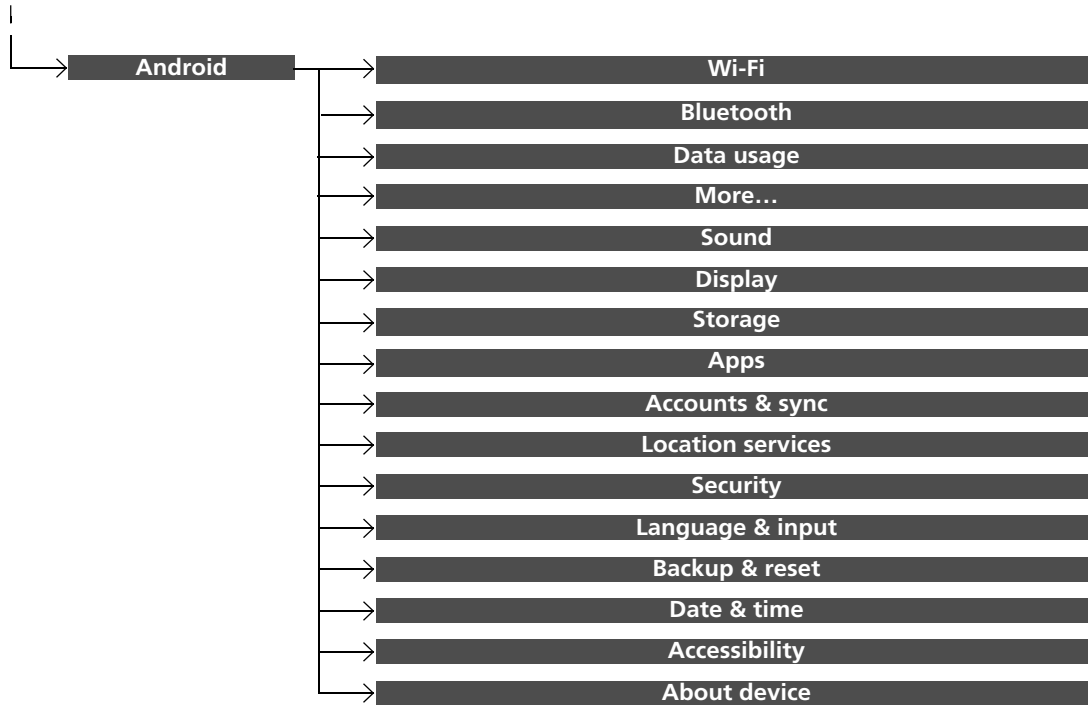 Android
Wi-Fi
Bluetooth
Data usage
More…
Sound
Display
Storage
Apps
Accounts & sync
Location services
Security
Language & input
Backup & reset
Date & time
Accessibility
About device